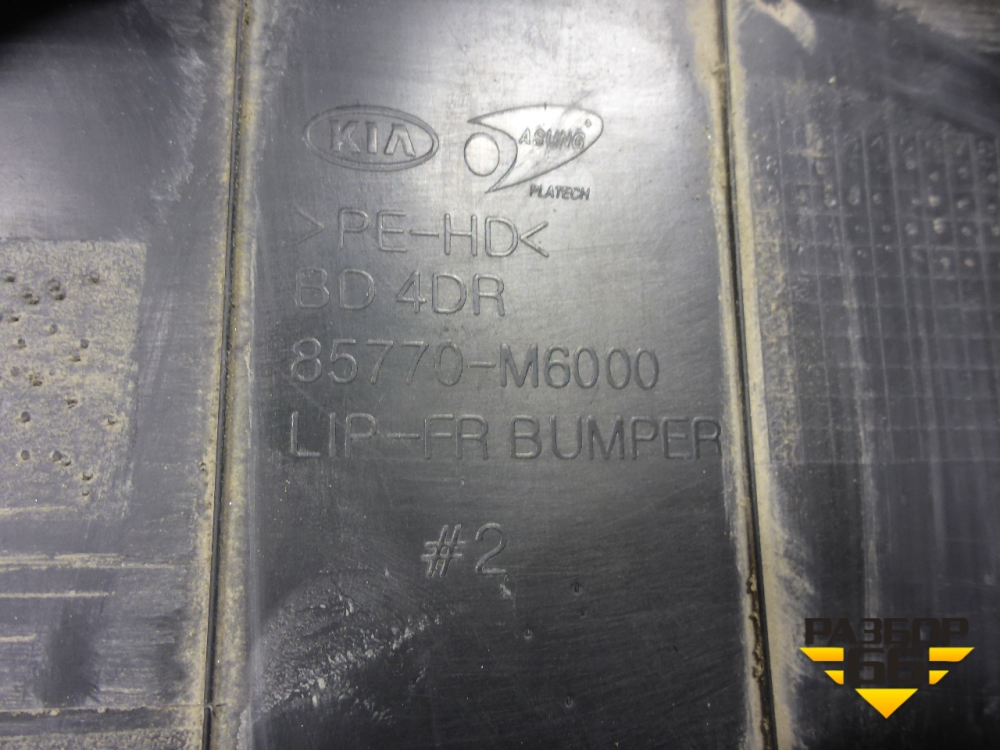 KIA
ASUNG
PLATECH
>PE-HD<
BD 4DR
85770-M6000
LIP-FR BUMPER
#2
РАЗБОР
66